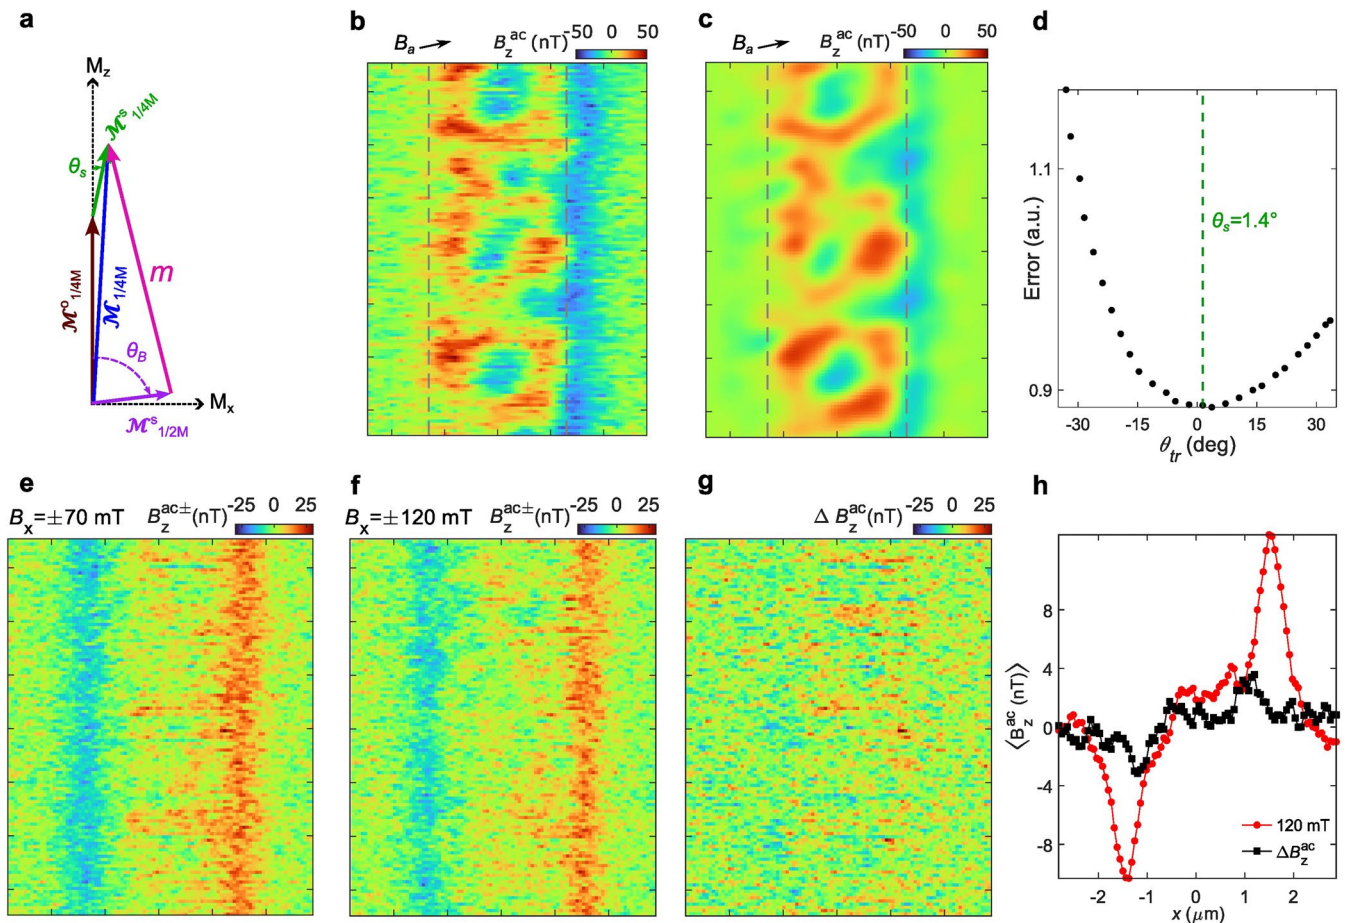 a
M_z
𝓜^s_1/4M
θ_s
𝓜^o_1/4M
𝓜_1/4M
m
θ_B
M_x
𝓜^s_1/2M
b
B_a
B_z^ac (nT)
-50 0 50
c
B_a
B_z^ac (nT)
-50 0 50
d
Error (a.u.)
1.1
0.9
θ_s=1.4°
-30 -15 0 15 30
θ_tr (deg)
e
B_x=±70 mT
B_z^ac± (nT)
-25 0 25
f
B_x=±120 mT
B_z^ac± (nT)
-25 0 25
g
Δ B_z^ac (nT)
-25 0 25
h
⟨B_z^ac (nT)⟩
8
4
0
-4
-8
120 mT
ΔB_z^ac
-2 -1 0 1 2
x (μm)